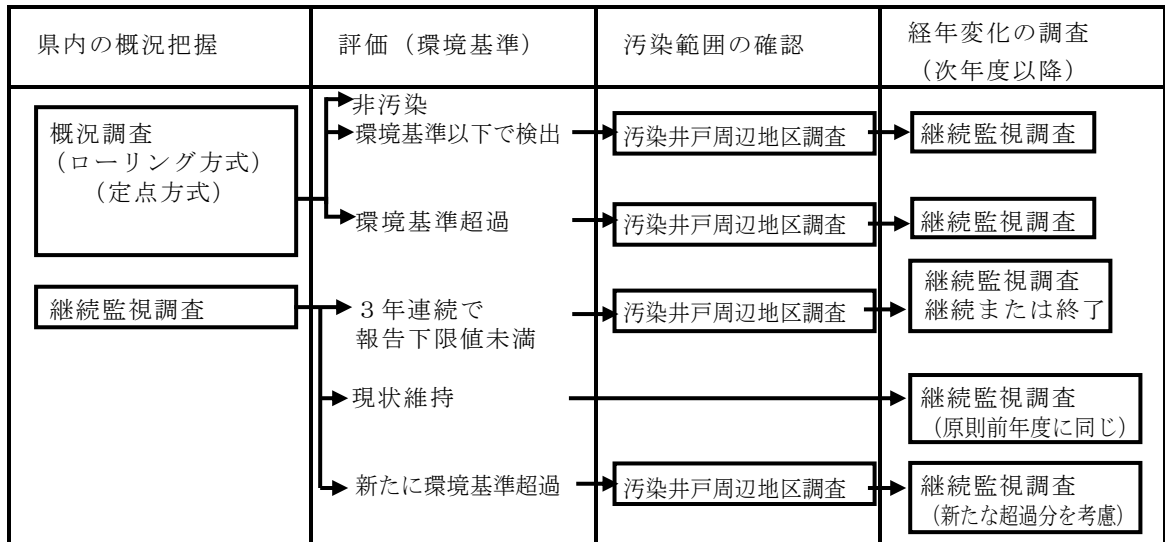 県内の概況把握
評価（環境基準）
汚染範囲の確認
経年変化の調査
（次年度以降）
概況調査
（ローリング方式）
（定点方式）
非汚染
環境基準以下で検出
汚染井戸周辺地区調査
継続監視調査
環境基準超過
汚染井戸周辺地区調査
継続監視調査
継続監視調査
３年連続で
報告下限値未満
汚染井戸周辺地区調査
継続監視調査
継続または終了
現状維持
継続監視調査
（原則前年度に同じ）
新たに環境基準超過
汚染井戸周辺地区調査
継続監視調査
（新たな超過分を考慮）